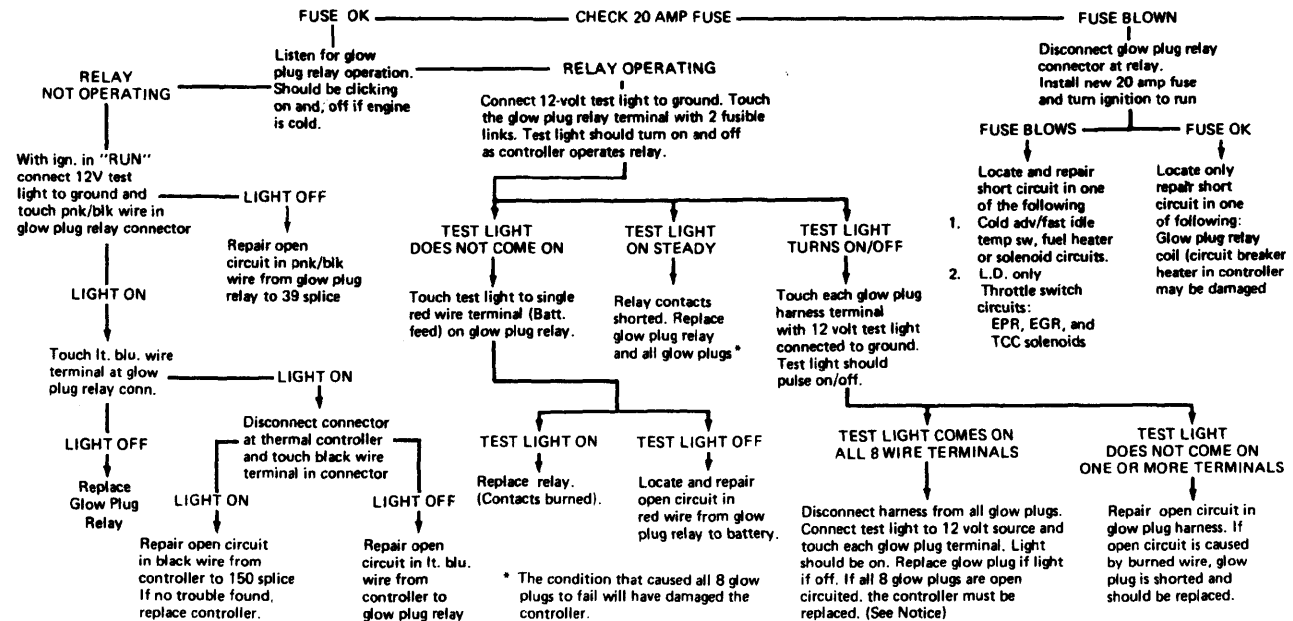 FUSE OK
CHECK 20 AMP FUSE
FUSE BLOWN
Listen for glow
plug relay operation.
Should be clicking
on and, off if engine
is cold.
RELAY
NOT OPERATING
RELAY OPERATING
Disconnect glow plug relay
connector at relay.
Install new 20 amp fuse
and turn ignition to run
Connect 12-volt test light to ground. Touch
the glow plug relay terminal with 2 fusible
links. Test light should turn on and off
as controller operates relay.
FUSE BLOWS
FUSE OK
With ign. in "RUN"
connect 12V test
light to ground and
touch pnk/blk wire in
glow plug relay connector
LIGHT OFF
Repair open
circuit in pnk/blk
wire from glow plug
relay to 39 splice
Locate and repair
short circuit in one
of the following
1. Cold adv/fast idle
temp sw, fuel heater
or solenoid circuits.
2. L.D. only
Throttle switch
circuits:
EPR, EGR, and
TCC solenoids
Locate only
repair short
circuit in one
of following:
Glow plug relay
coil (circuit breaker
heater in controller
may be damaged
TEST LIGHT
DOES NOT COME ON
TEST LIGHT
ON STEADY
TEST LIGHT
TURNS ON/OFF
LIGHT ON
Touch test light to single
red wire terminal (Batt.
feed) on glow plug relay.
Relay contacts
shorted. Replace
glow plug relay
and all glow plugs*
Touch each glow plug
harness terminal
with 12 volt test light
connected to ground.
Test light should
pulse on/off.
Touch lt. blu. wire
terminal at glow
plug relay conn.
LIGHT ON
Disconnect connector
at thermal controller
and touch black wire
terminal in connector
LIGHT OFF
Replace
Glow Plug
Relay
LIGHT ON
LIGHT OFF
Repair open circuit
in black wire from
controller to 150 splice
If no trouble found,
replace controller.
Repair open
circuit in lt. blu.
wire from
controller to
glow plug relay
TEST LIGHT ON
TEST LIGHT OFF
Replace relay.
(Contacts burned).
Locate and repair
open circuit in
red wire from glow
plug relay to battery.
* The condition that caused all 8 glow
plugs to fail will have damaged the
controller.
TEST LIGHT COMES ON
ALL 8 WIRE TERMINALS
TEST LIGHT
DOES NOT COME ON
ONE OR MORE TERMINALS
Disconnect harness from all glow plugs.
Connect test light to 12 volt source and
touch each glow plug terminal. Light
should be on. Replace glow plug if light
if off. If all 8 glow plugs are open
circuited, the controller must be
replaced. (See Notice)
Repair open circuit in
glow plug harness. If
open circuit is caused
by burned wire, glow
plug is shorted and
should be replaced.